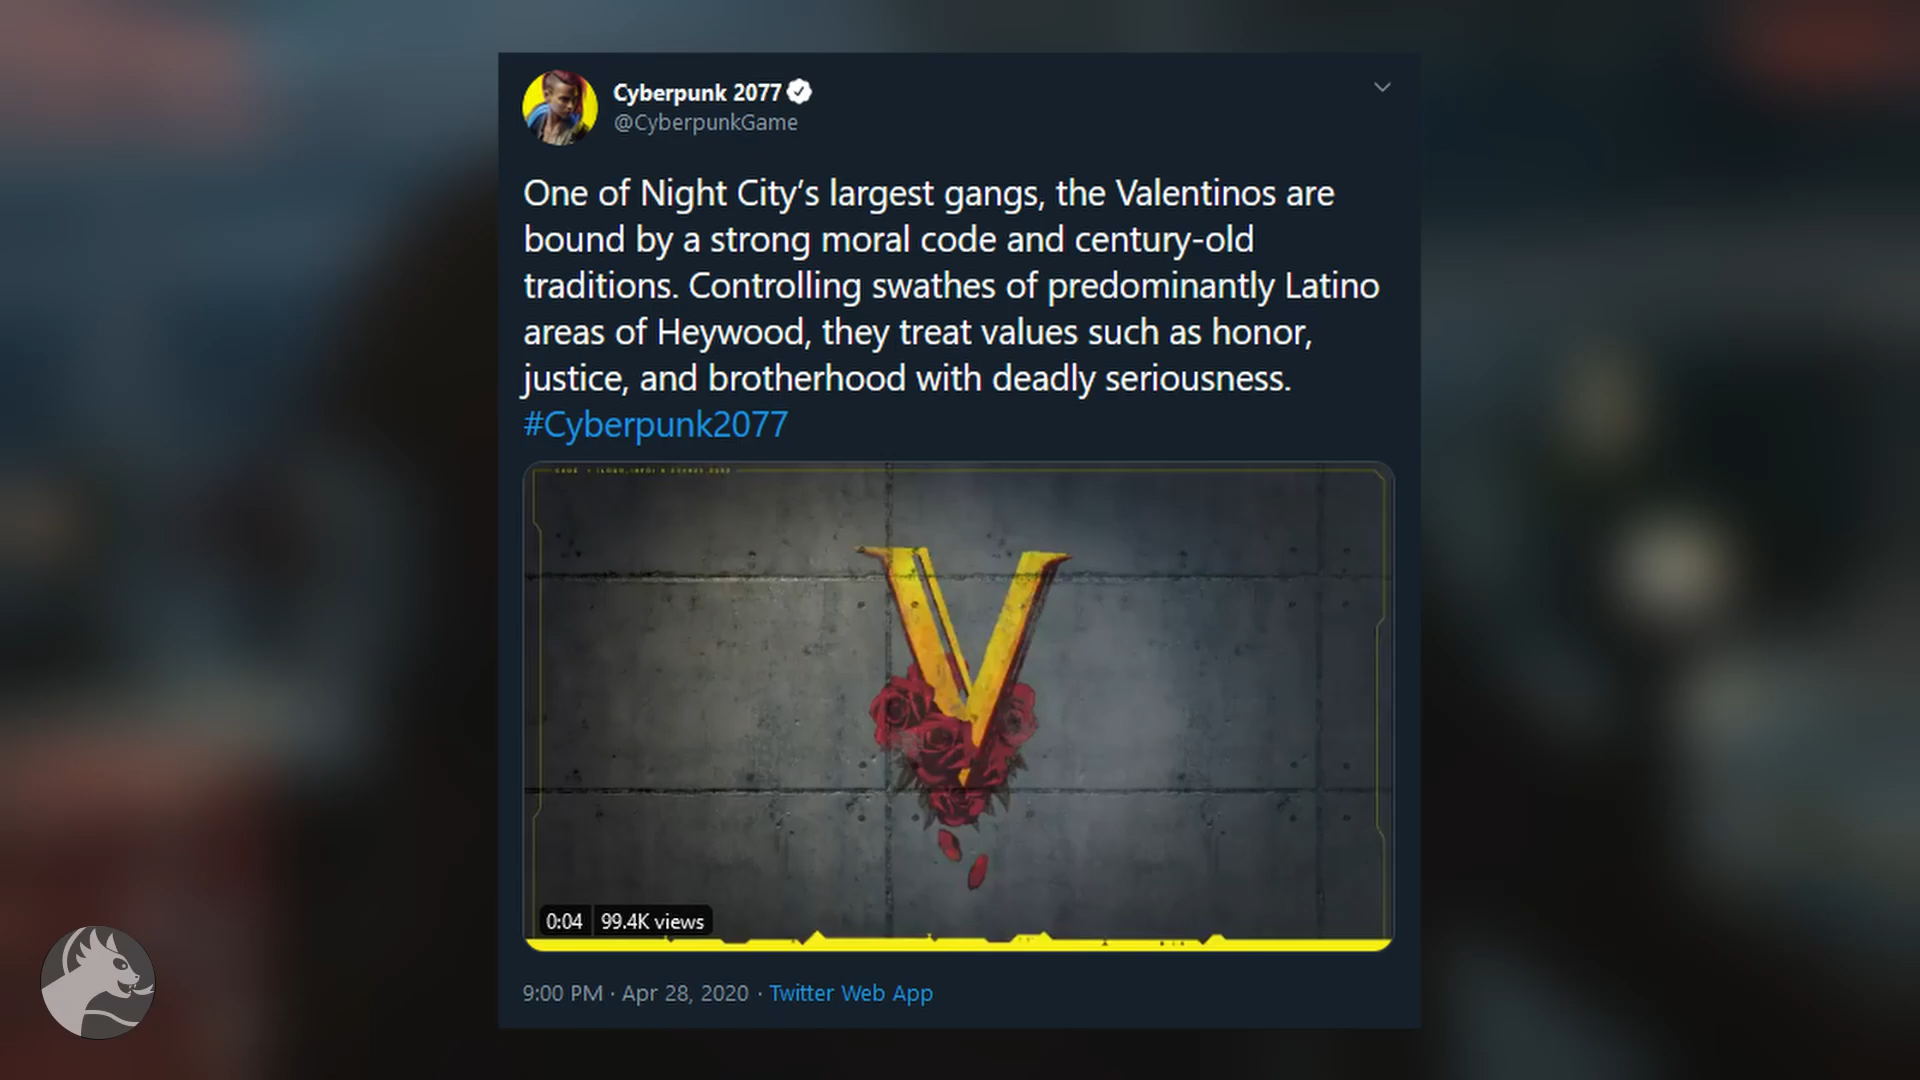 Cyberpunk 2077
@CyberpunkGame
One of Night City's largest gangs, the Valentinos are
bound by a strong moral code and century-old
traditions. Controlling swathes of predominantly Latino
areas of Heywood, they treat values such as honor,
justice, and brotherhood with deadly seriousness.
#Cyberpunk2077
V
0:04 99.4K views
9:00 PM · Apr 28, 2020 · Twitter Web App